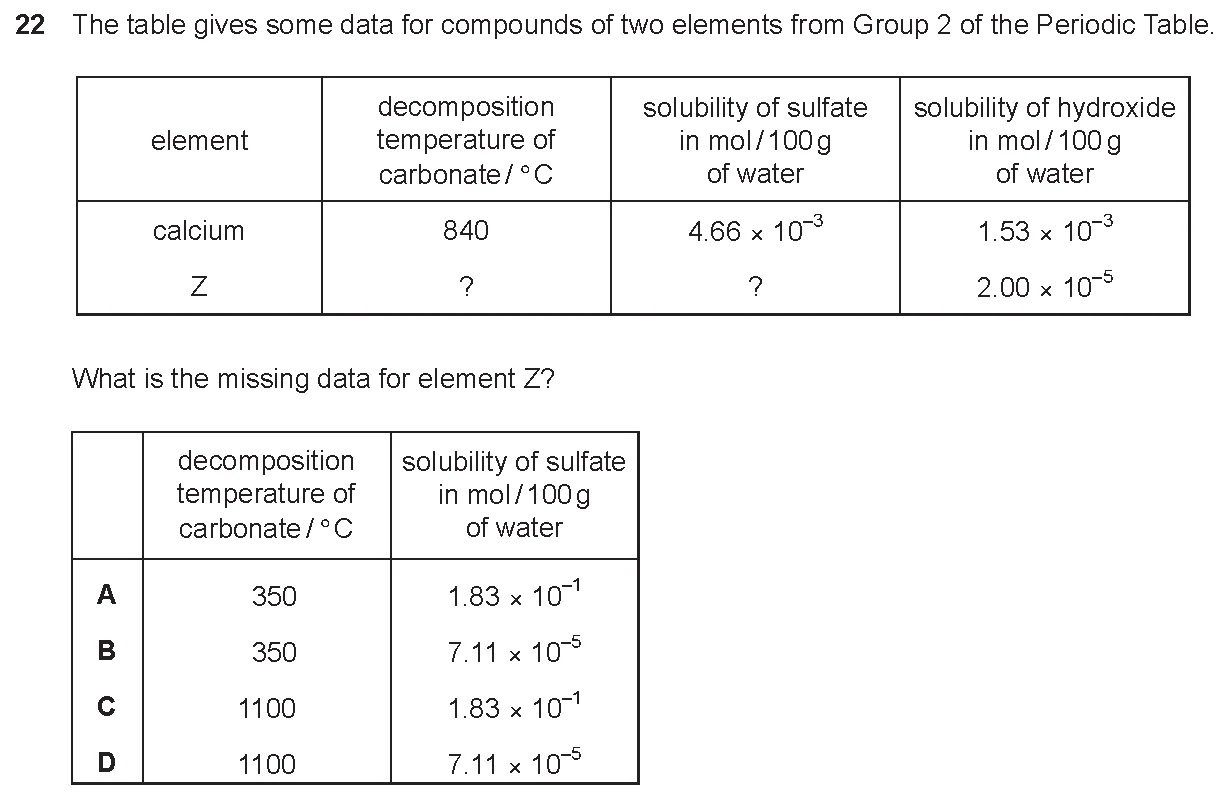 22 The table gives some data for compounds of two elements from Group 2 of the Periodic Table.
element | decomposition temperature of carbonate / °C | solubility of sulfate in mol / 100 g of water | solubility of hydroxide in mol / 100 g of water
calcium | 840 | 4.66 × 10⁻³ | 1.53 × 10⁻³
Z | ? | ? | 2.00 × 10⁻⁵
What is the missing data for element Z?
decomposition temperature of carbonate / °C | solubility of sulfate in mol / 100 g of water
A | 350 | 1.83 × 10⁻¹
B | 350 | 7.11 × 10⁻⁵
C | 1100 | 1.83 × 10⁻¹
D | 1100 | 7.11 × 10⁻⁵